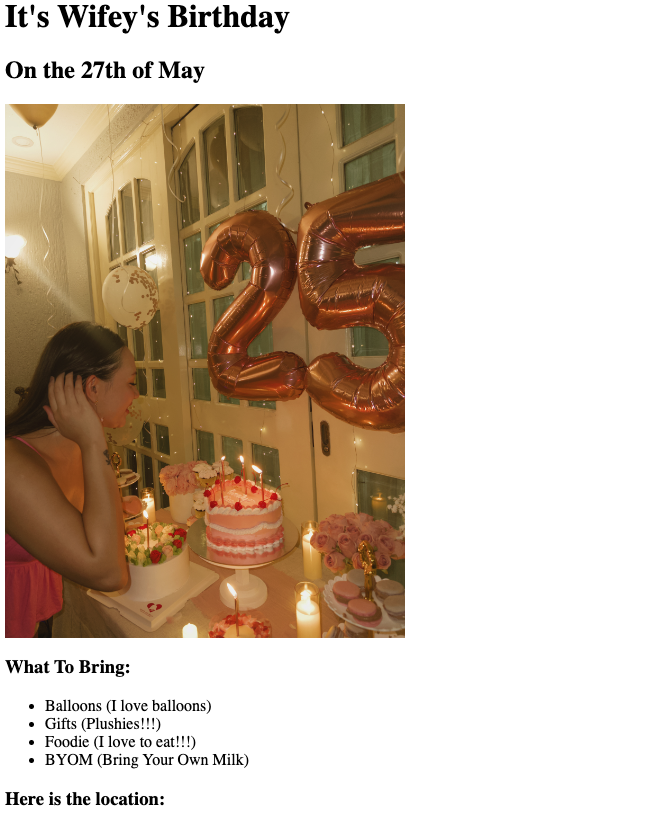 It's Wifey's Birthday
On the 27th of May
25
What To Bring:
Balloons (I love balloons)
Gifts (Plushies!!!)
Foodie (I love to eat!!!)
BYOM (Bring Your Own Milk)
Here is the location: